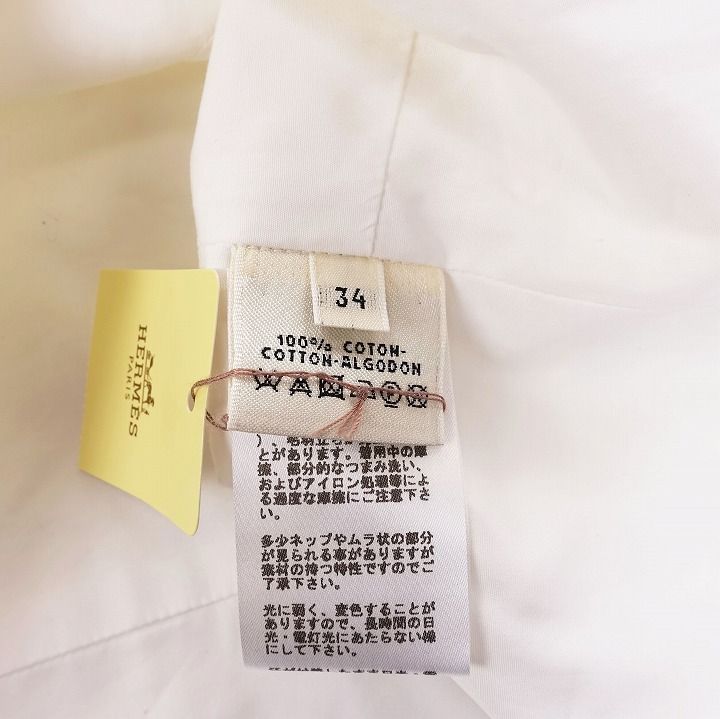 34
100% COTON-
COTTON-ALGODON
HERMES
PARIS
とがあります。着用中の摩
擦、部分的なつまみ洗い、
およびアイロン処理等によ
る過度な摩擦にご注意下さ
い。
多少ネップやムラ状の部分
が見られる事がありますが
素材の持つ特性ですのでご
了承下さい。
光に弱く、変色することが
ありますので、長時間の日
光・電灯光にあたらない様
にして下さい。